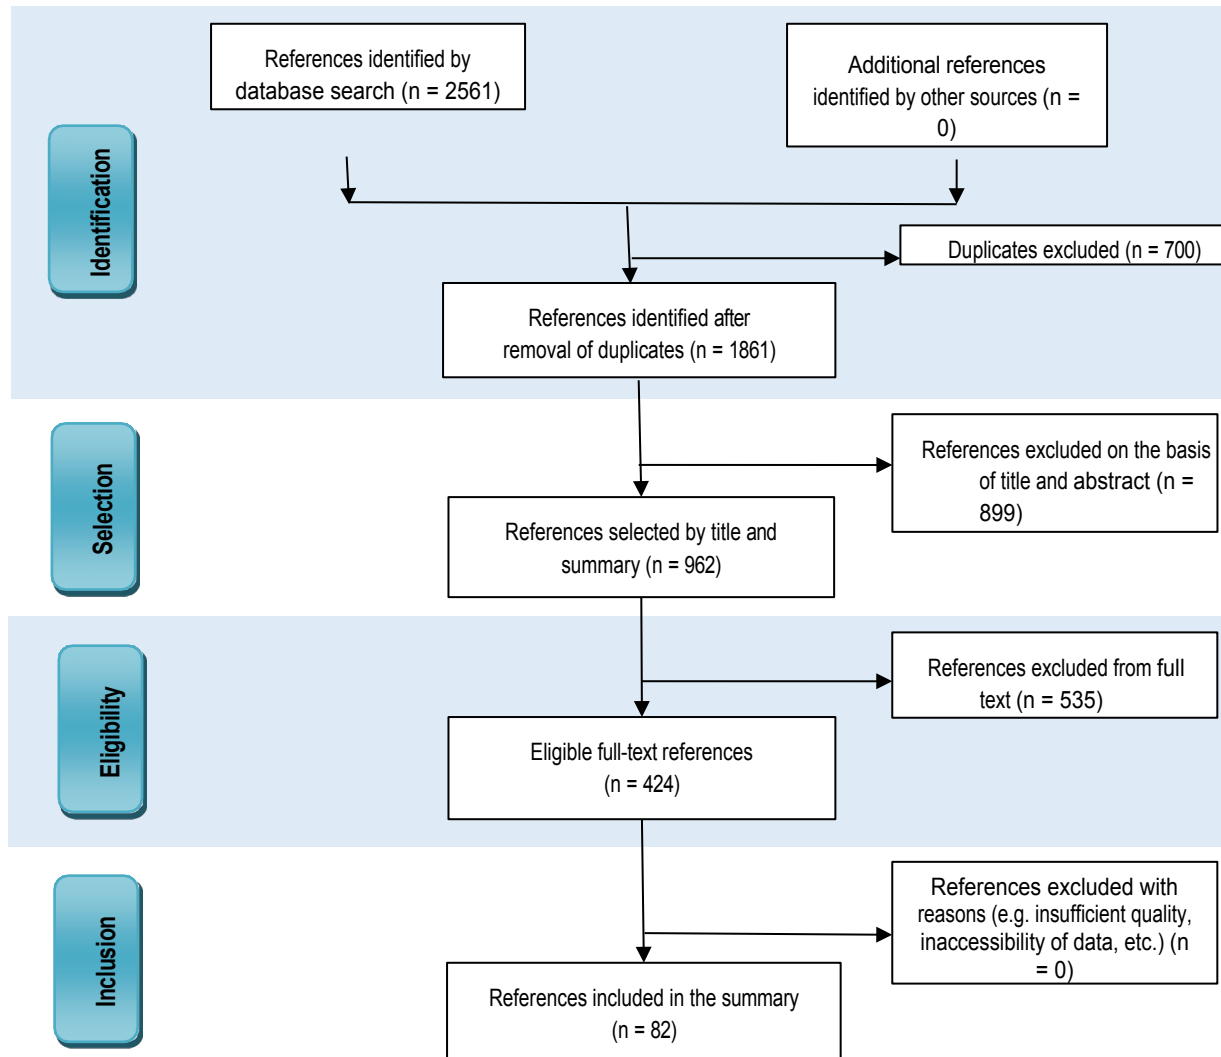 References identified by
database search (n = 2561)
Additional references
identified by other sources (n =
0)
Identification
Duplicates excluded (n = 700)
References identified after
removal of duplicates (n = 1861)
Selection
References excluded on the basis
of title and abstract (n =
899)
References selected by title and
summary (n = 962)
Eligibility
References excluded from full
text (n = 535)
Eligible full-text references
(n = 424)
Inclusion
References excluded with
reasons (e.g. insufficient quality,
inaccessibility of data, etc.) (n
= 0)
References included in the summary
(n = 82)